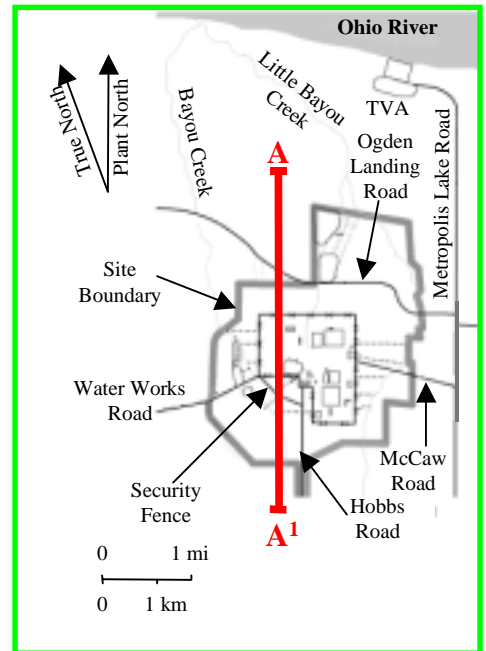 Ohio River
Little Bayou
Creek
TVA
True North
Plant North
Bayou Creek
Ogden
Landing
Road
Metropolis Lake Road
A
Site
Boundary
Water Works
Road
McCaw
Road
Security
Fence
Hobbs
Road
A¹
0 1 mi
0 1 km